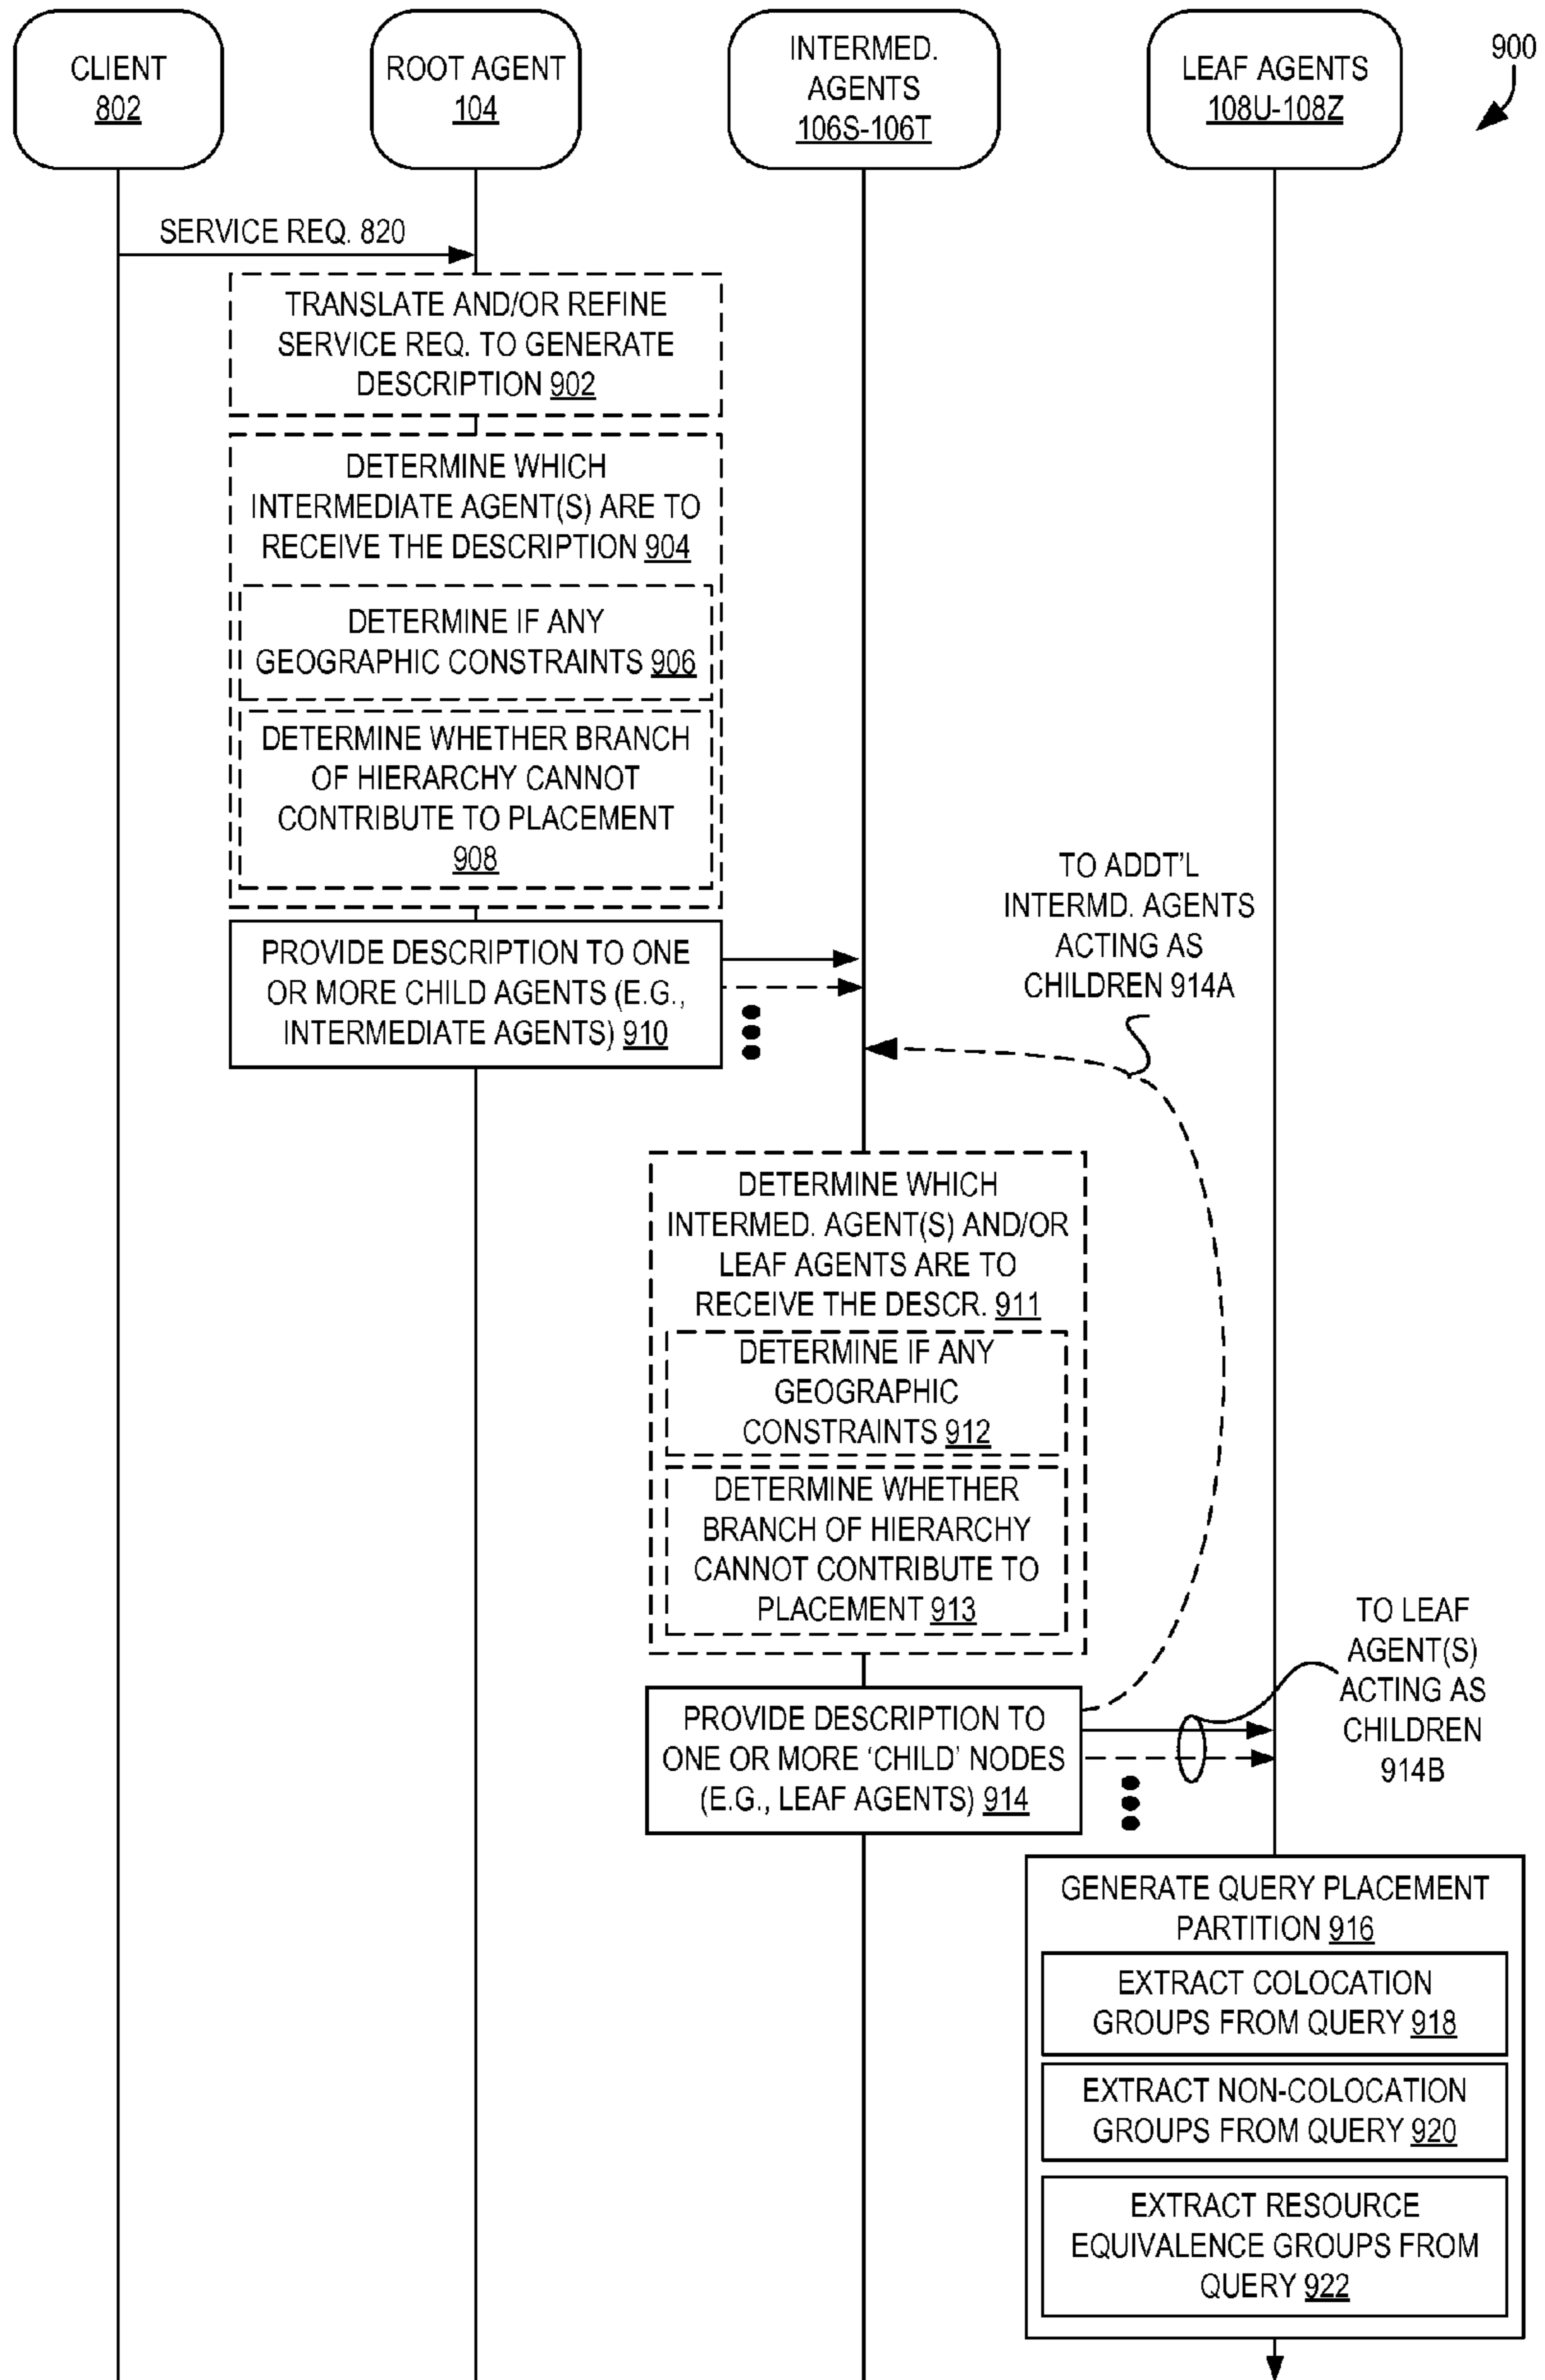 CLIENT
802
ROOT AGENT
104
INTERMED.
AGENTS
106S-106T
LEAF AGENTS
108U-108Z
900
SERVICE REQ. 820
TRANSLATE AND/OR REFINE
SERVICE REQ. TO GENERATE
DESCRIPTION 902
DETERMINE WHICH
INTERMEDIATE AGENT(S) ARE TO
RECEIVE THE DESCRIPTION 904
DETERMINE IF ANY
GEOGRAPHIC CONSTRAINTS 906
DETERMINE WHETHER BRANCH
OF HIERARCHY CANNOT
CONTRIBUTE TO PLACEMENT
908
PROVIDE DESCRIPTION TO ONE
OR MORE CHILD AGENTS (E.G.,
INTERMEDIATE AGENTS) 910
TO ADDT'L
INTERMD. AGENTS
ACTING AS
CHILDREN 914A
DETERMINE WHICH
INTERMED. AGENT(S) AND/OR
LEAF AGENTS ARE TO
RECEIVE THE DESCR. 911
DETERMINE IF ANY
GEOGRAPHIC
CONSTRAINTS 912
DETERMINE WHETHER
BRANCH OF HIERARCHY
CANNOT CONTRIBUTE TO
PLACEMENT 913
PROVIDE DESCRIPTION TO
ONE OR MORE 'CHILD' NODES
(E.G., LEAF AGENTS) 914
TO LEAF
AGENT(S)
ACTING AS
CHILDREN
914B
GENERATE QUERY PLACEMENT
PARTITION 916
EXTRACT COLOCATION
GROUPS FROM QUERY 918
EXTRACT NON-COLOCATION
GROUPS FROM QUERY 920
EXTRACT RESOURCE
EQUIVALENCE GROUPS FROM
QUERY 922